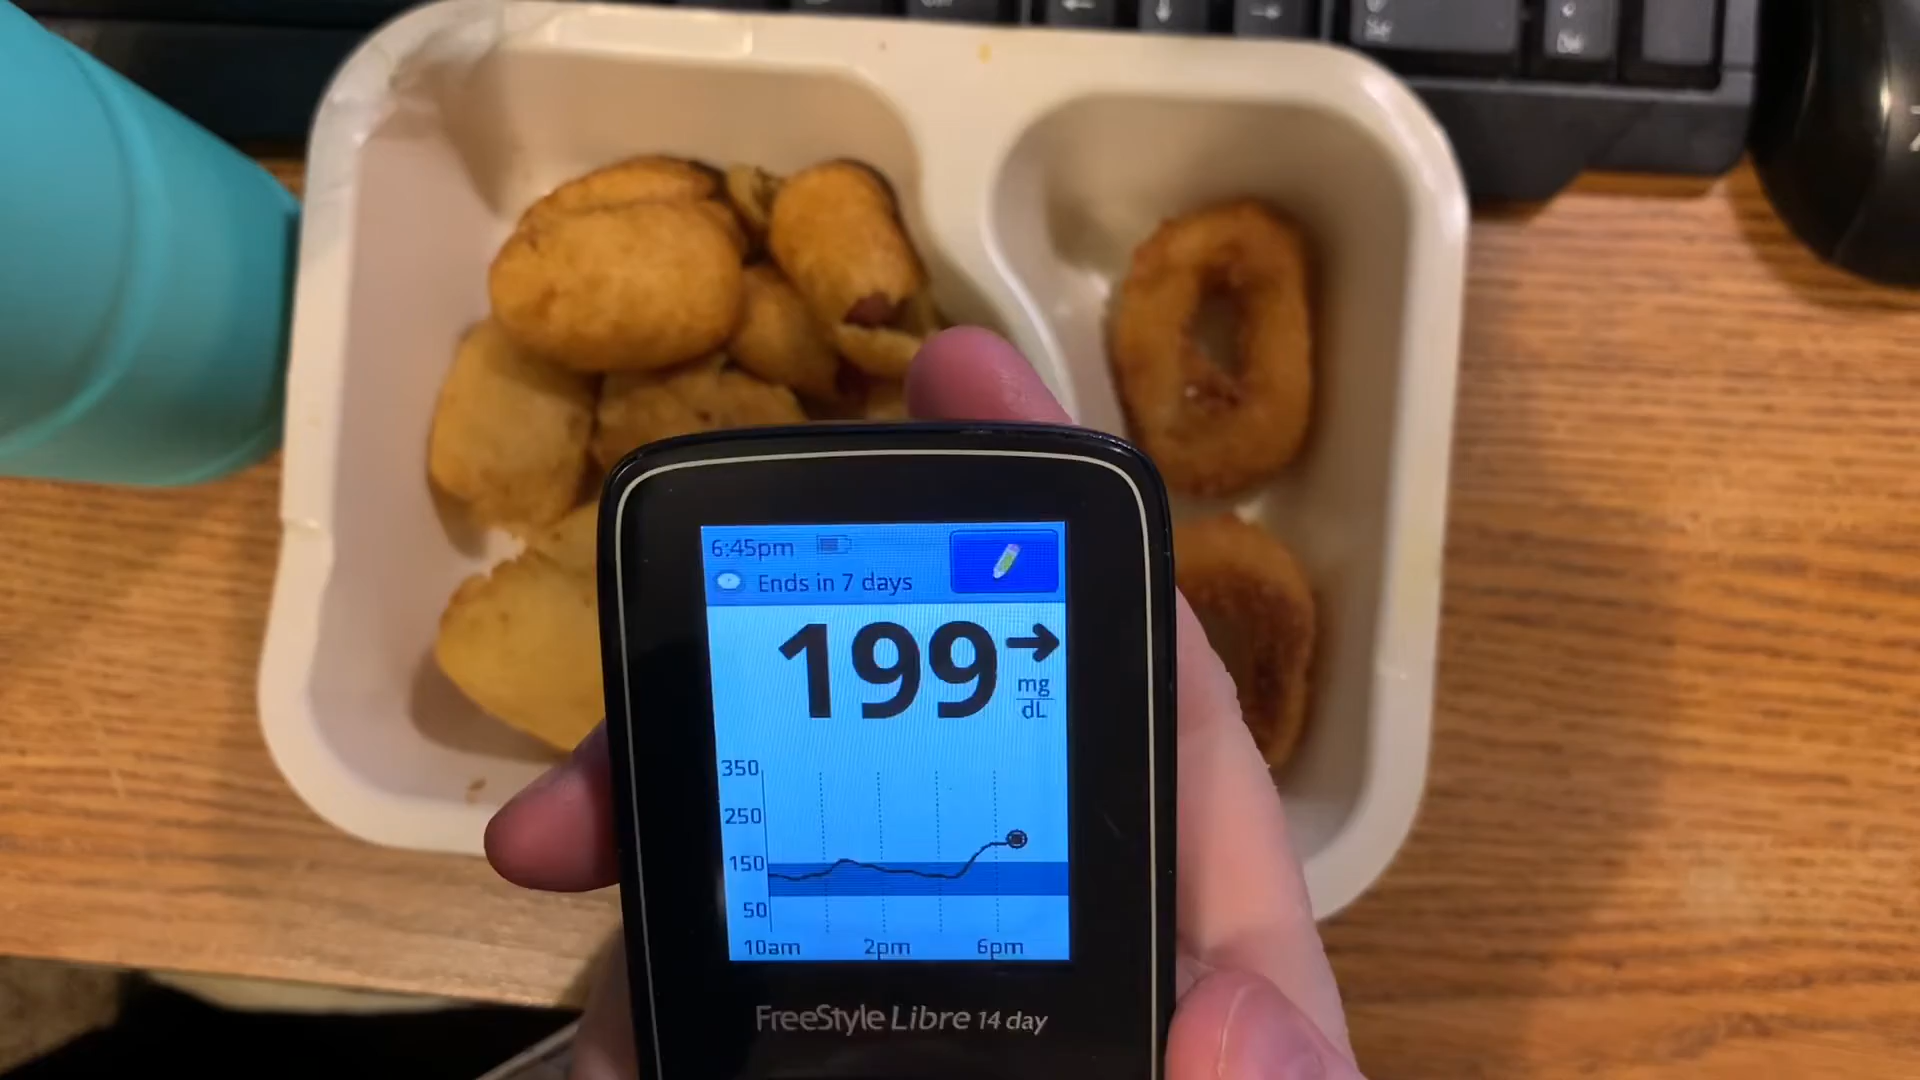 6:45pm
Ends in 7 days
199
mg
dL
350
250
150
50
10am 2pm 6pm
FreeStyle Libre 14 day